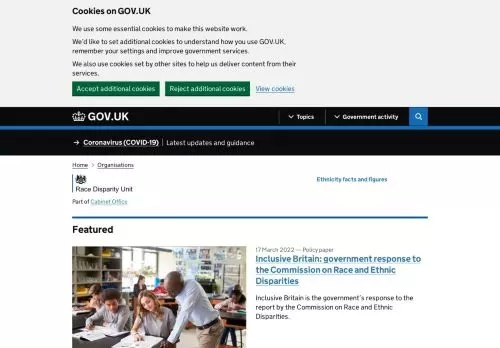 Cookies on GOV.UK
We use some essential cookies to make this website work.
We'd like to set additional cookies to understand how you use GOV.UK,
remember your settings and improve government services.
We also use cookies set by other sites to help us deliver content from their
services.
Accept additional cookies
Reject additional cookies
View cookies
GOV.UK
Topics
Government activity
→ Coronavirus (COVID-19) | Latest updates and guidance
Home > Organisations
Race Disparity Unit
Ethnicity facts and figures
Part of Cabinet Office
Featured
17 March 2022 — Policy paper
Inclusive Britain: government response to
the Commission on Race and Ethnic
Disparities
Inclusive Britain is the government's response to the
report by the Commission on Race and Ethnic
Disparities.